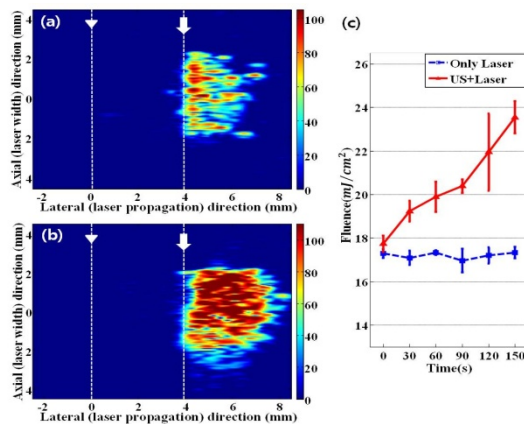 (a)
Axial (laser width) direction (mm)
4
2
0
-2
-4
-2 0 2 4 6 8
Lateral (laser propagation) direction (mm)
100
80
60
40
20
0
(b)
Axial (laser width) direction (mm)
4
2
0
2
4
-2 0 2 4 6 8
Lateral (laser propagation) direction (mm)
100
80
60
40
20
0
(c)
Only Laser
US+Laser
Fluence(mJ/cm²)
26
24
22
20
18
16
14
0 30 60 90 120 150
Time(s)